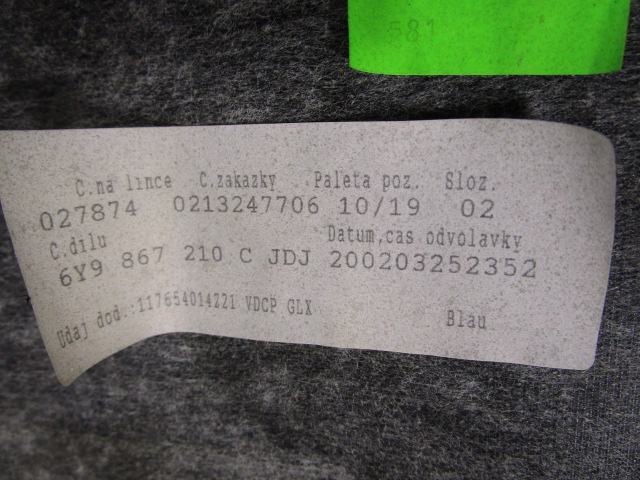 581
C.na lince C.zakazky Paleta poz. Sloz.
027874 0213247706 10/19 02
C.dilu Datum,cas odvolavky
6Y9 867 210 C JDJ 200203252352
Udaj dod.:117654014221 VDCP GLX Blau